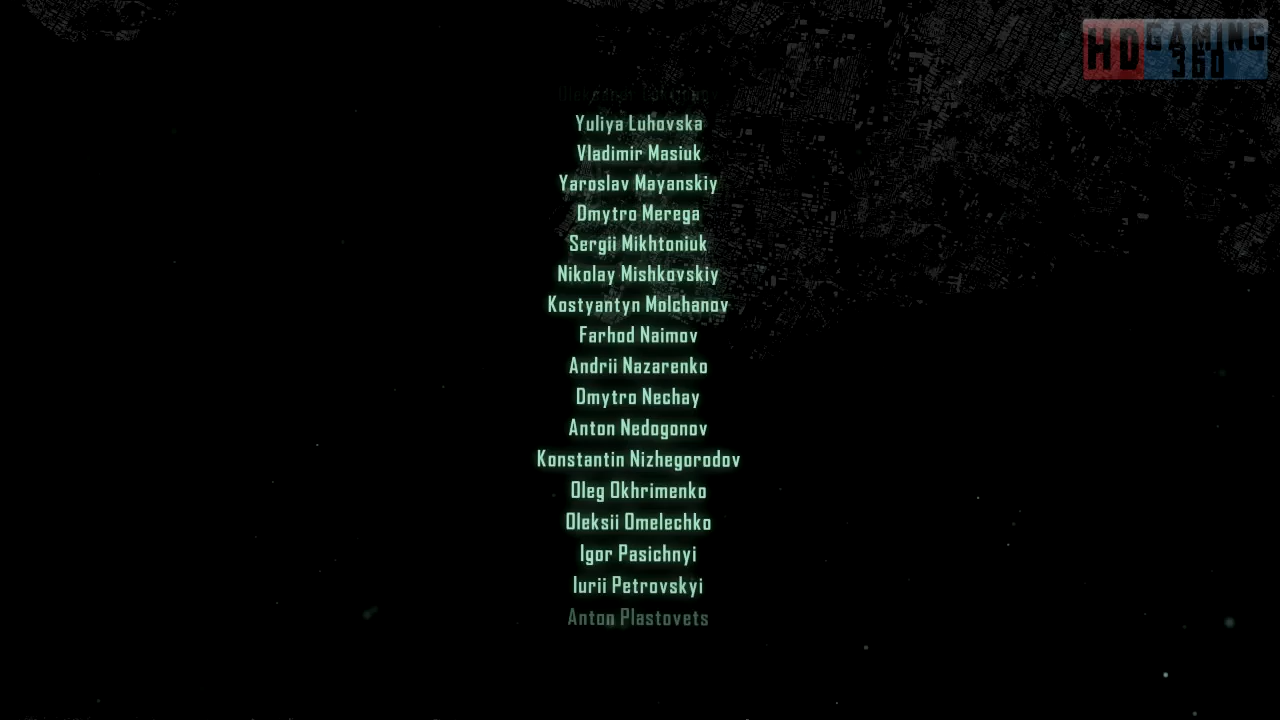 HD GAMING
360
Yuliya Luhovska
Vladimir Masiuk
Yaroslav Mayanskiy
Dmytro Merega
Sergii Mikhtoniuk
Nikolay Mishkovskiy
Kostyantyn Molchanov
Farhod Naimov
Andrii Nazarenko
Dmytro Nechay
Anton Nedogonov
Konstantin Nizhegorodov
Oleg Okhrimenko
Oleksii Omelechko
Igor Pasichnyi
Iurii Petrovskyi
Anton Plastovets